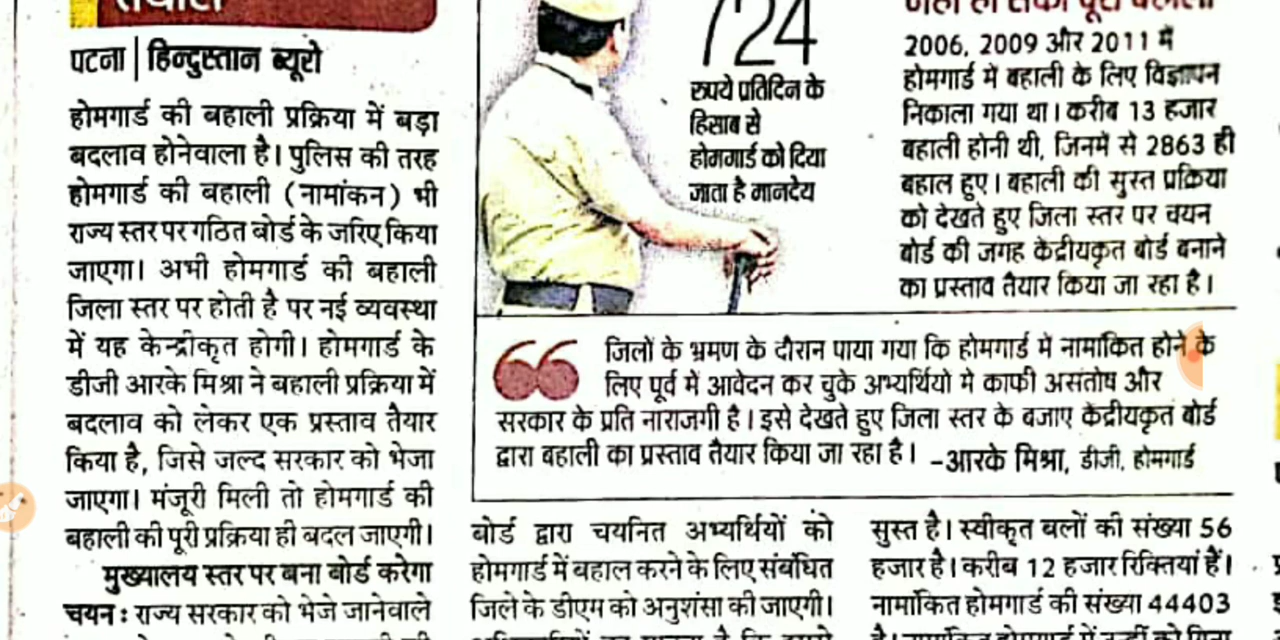 तैयारी
पटना | हिन्दुस्तान ब्यूरो
होमगार्ड की बहाली प्रक्रिया में बड़ा
बदलाव होनेवाला है। पुलिस की तरह
होमगार्ड की बहाली (नामांकन) भी
राज्य स्तर पर गठित बोर्ड के जरिए किया
जाएगा। अभी होमगार्ड की बहाली
जिला स्तर पर होती है पर नई व्यवस्था
में यह केन्द्रीकृत होगी। होमगार्ड के
डीजी आरके मिश्रा ने बहाली प्रक्रिया में
बदलाव को लेकर एक प्रस्ताव तैयार
किया है, जिसे जल्द सरकार को भेजा
जाएगा। मंजूरी मिली तो होमगार्ड की
बहाली की पूरी प्रक्रिया ही बदल जाएगी।
मुख्यालय स्तर पर बना बोर्ड करेगा
चयन : राज्य सरकार को भेजे जानेवाले
724
रुपये प्रतिदिन के
हिसाब से
होमगार्ड को दिया
जाता है मानदेय
2006, 2009 और 2011 में
होमगार्ड में बहाली के लिए विज्ञापन
निकाला गया था। करीब 13 हजार
बहाली होनी थी, जिनमें से 2863 ही
बहाल हुए। बहाली की सुस्त प्रक्रिया
को देखते हुए जिला स्तर पर चयन
बोर्ड की जगह केंद्रीयकृत बोर्ड बनाने
का प्रस्ताव तैयार किया जा रहा है।
जिलों के भ्रमण के दौरान पाया गया कि होमगार्ड में नामांकित होने के
लिए पूर्व में आवेदन कर चुके अभ्यर्थियों में काफी असंतोष और
सरकार के प्रति नाराजगी है। इसे देखते हुए जिला स्तर के बजाए केंद्रीयकृत बोर्ड
द्वारा बहाली का प्रस्ताव तैयार किया जा रहा है। -आरके मिश्रा, डीजी, होमगार्ड
बोर्ड द्वारा चयनित अभ्यर्थियों को
होमगार्ड में बहाल करने के लिए संबंधित
जिले के डीएम को अनुशंसा की जाएगी।
सुस्त है। स्वीकृत बलों की संख्या 56
हजार है। करीब 12 हजार रिक्तियां हैं।
नामांकित होमगार्ड की संख्या 44403